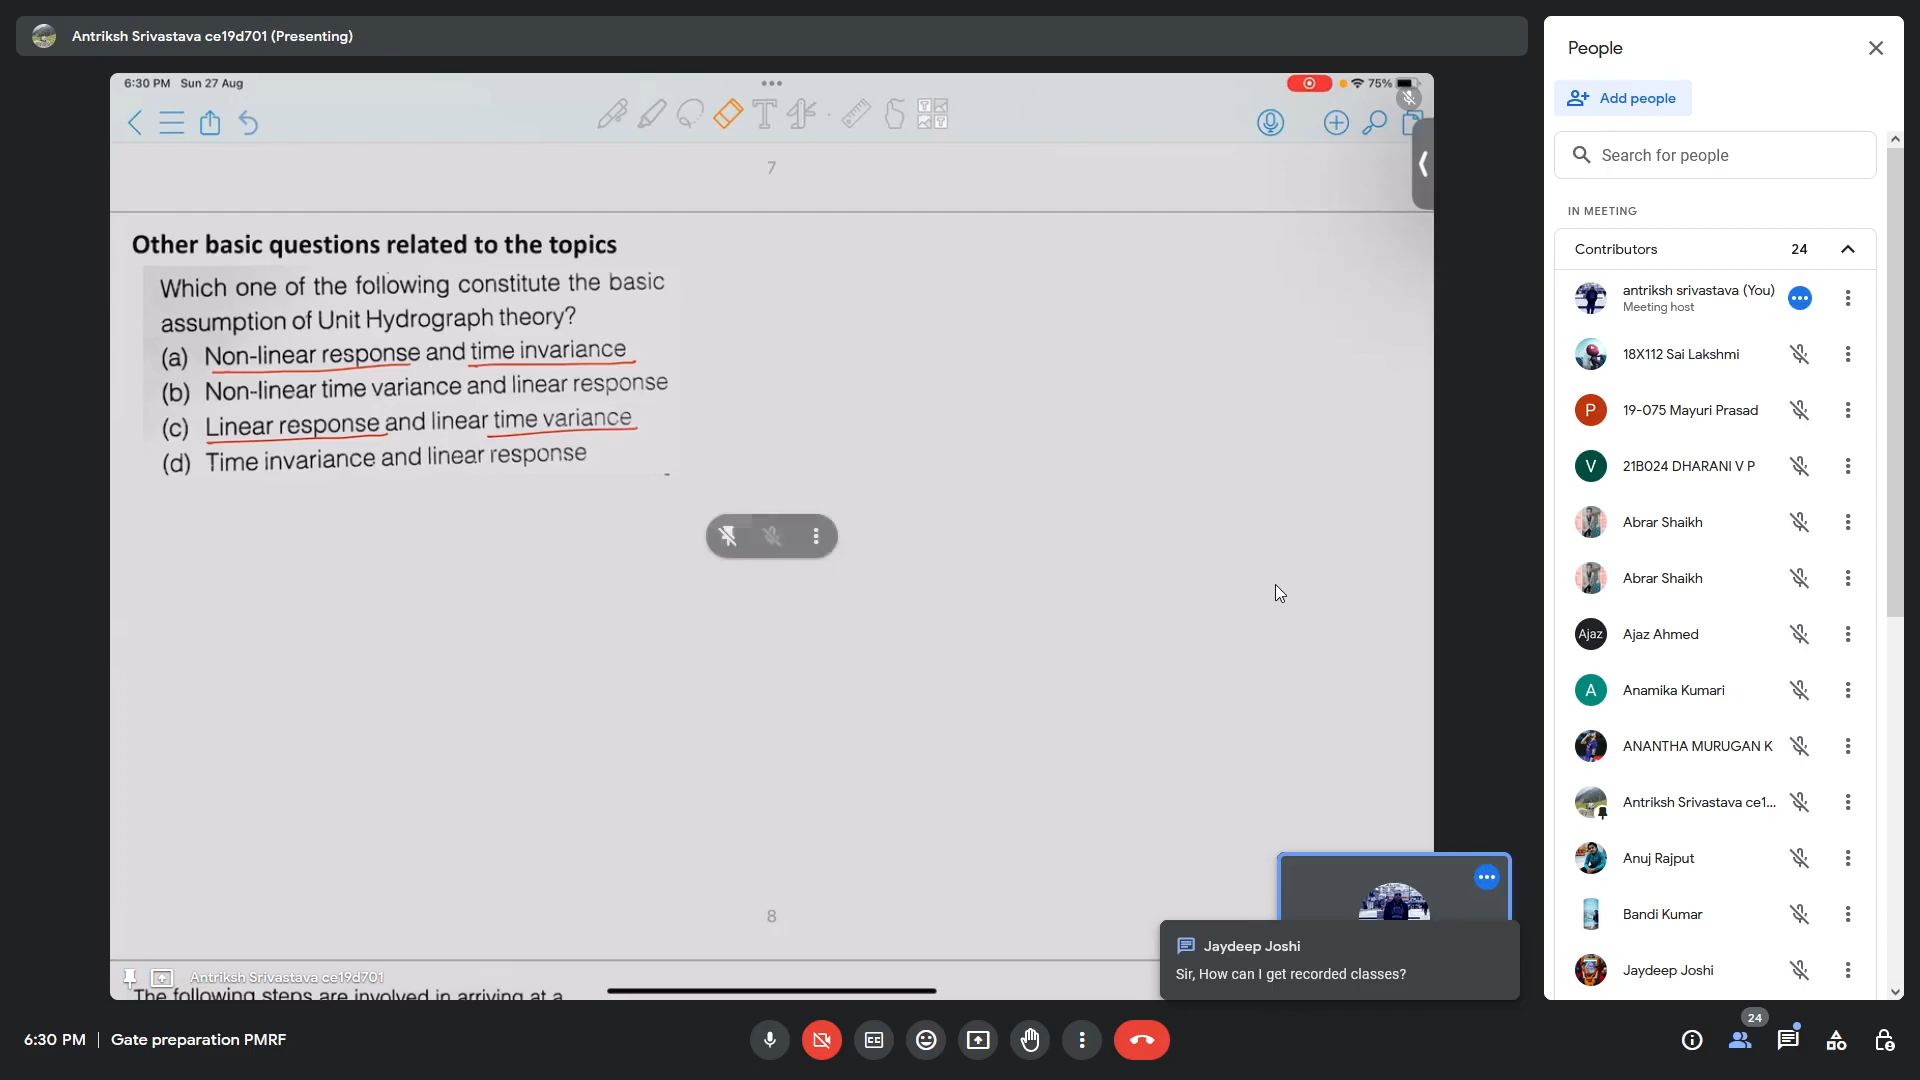 Antriksh Srivastava ce19d701 (Presenting)
6:30 PM Sun 27 Aug
75%
7
Other basic questions related to the topics
Which one of the following constitute the basic
assumption of Unit Hydrograph theory?
(a) Non-linear response and time invariance
(b) Non-linear time variance and linear response
(c) Linear response and linear time variance
(d) Time invariance and linear response
8
Antriksh Srivastava ce19d701
The following steps are involved in arriving at a
Jaydeep Joshi
Sir, How can I get recorded classes?
People
Add people
Search for people
IN MEETING
Contributors 24
antriksh srivastava (You)
Meeting host
18X112 Sai Lakshmi
P 19-075 Mayuri Prasad
V 21B024 DHARANI V P
Abrar Shaikh
Abrar Shaikh
Ajaz Ajaz Ahmed
A Anamika Kumari
ANANTHA MURUGAN K
Antriksh Srivastava ce1...
Anuj Rajput
Bandi Kumar
Jaydeep Joshi
6:30 PM | Gate preparation PMRF
24